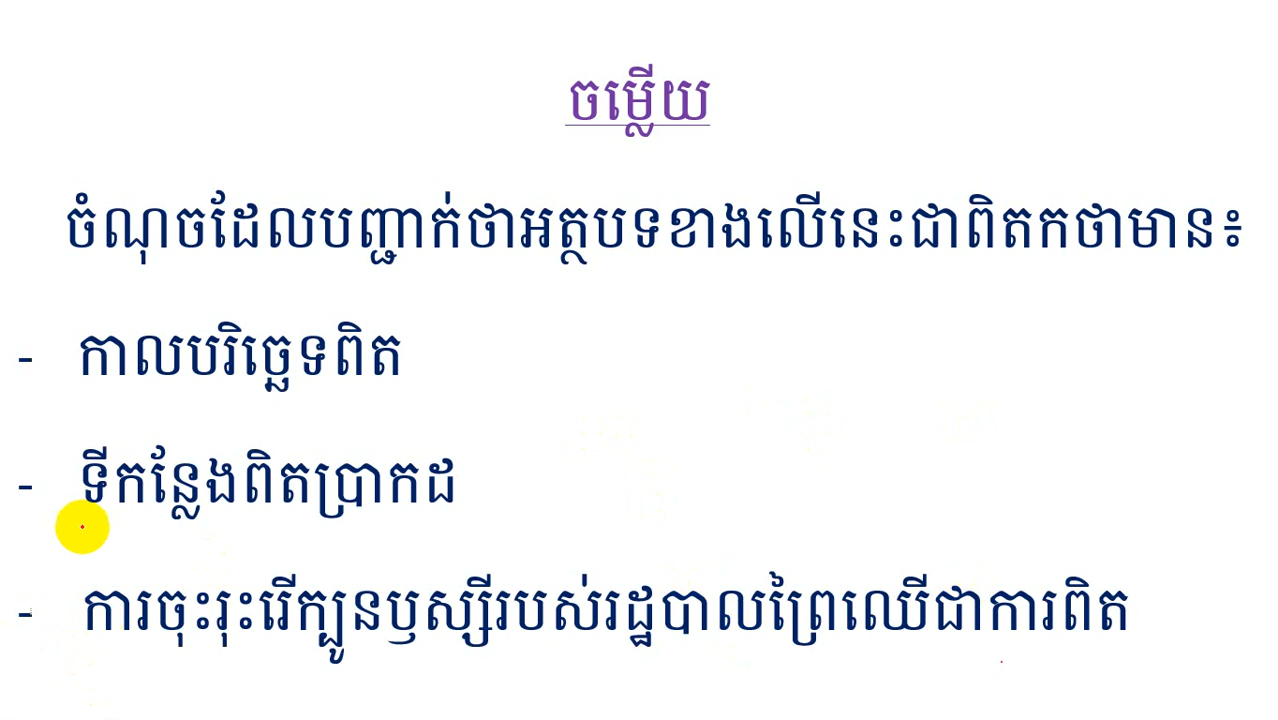 ចម្លើយ
ចំណុចដែលបញ្ជាក់ថាអត្ថបទខាងលើនេះជាពិតកថាមាន៖
- កាលបរិច្ឆេទពិត
- ទីកន្លែងពិតប្រាកដ
- ការចុះរុះរើក្បូនឫស្សីរបស់រដ្ឋបាលព្រៃឈើជាការពិត